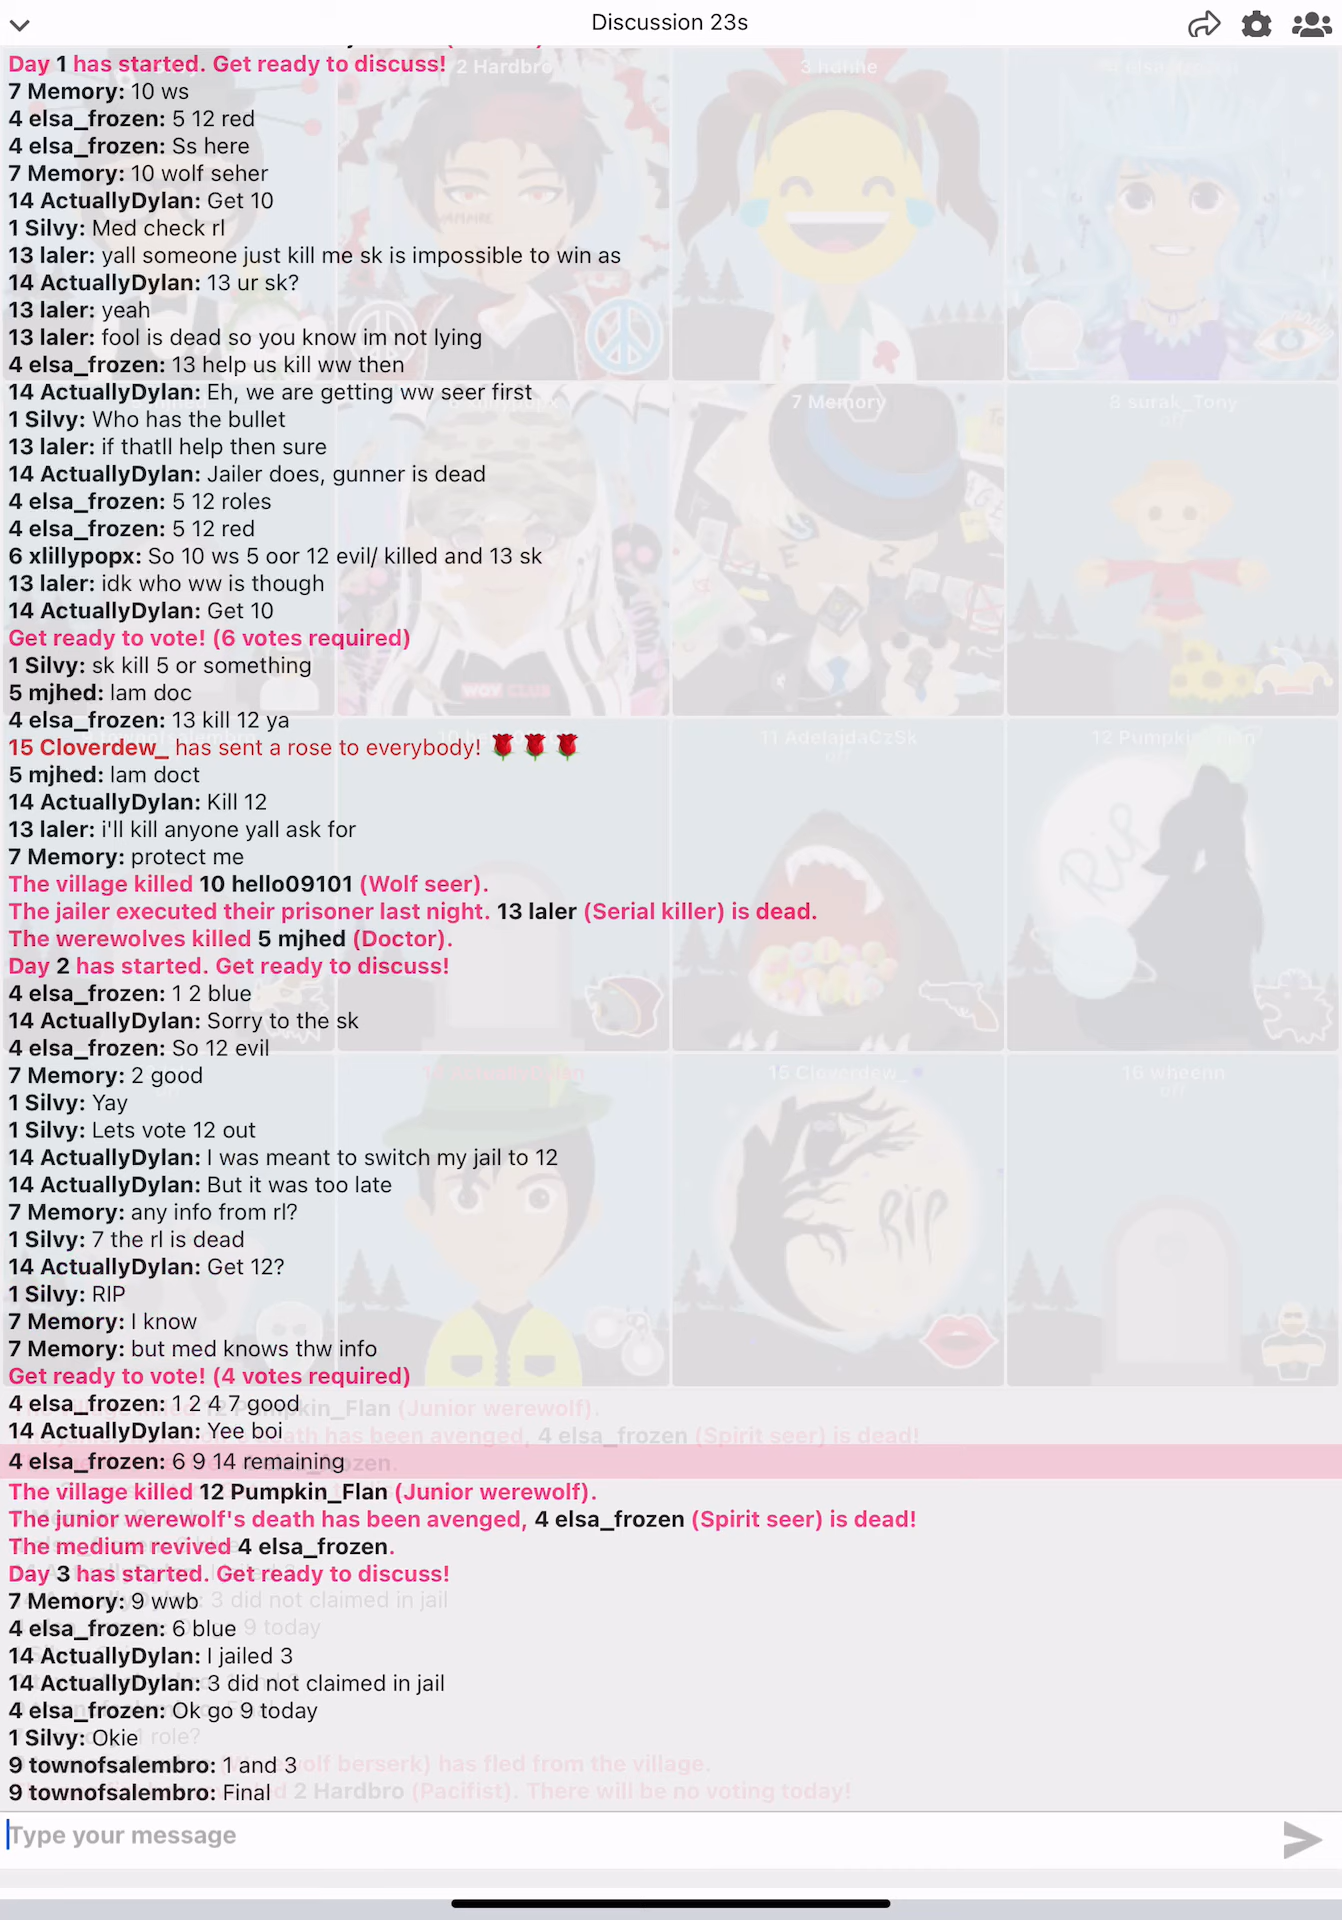 Discussion 23s
Day 1 has started. Get ready to discuss!
7 Memory: 10 ws
4 elsa_frozen: 5 12 red
4 elsa_frozen: Ss here
7 Memory: 10 wolf seher
14 ActuallyDylan: Get 10
1 Silvy: Med check rl
13 laler: yall someone just kill me sk is impossible to win as
14 ActuallyDylan: 13 ur sk?
13 laler: yeah
13 laler: fool is dead so you know im not lying
4 elsa_frozen: 13 help us kill ww then
14 ActuallyDylan: Eh, we are getting ww seer first
1 Silvy: Who has the bullet
13 laler: if thatll help then sure
14 ActuallyDylan: Jailer does, gunner is dead
4 elsa_frozen: 5 12 roles
4 elsa_frozen: 5 12 red
6 xlillypopx: So 10 ws 5 oor 12 evil/ killed and 13 sk
13 laler: idk who ww is though
14 ActuallyDylan: Get 10
Get ready to vote! (6 votes required)
1 Silvy: sk kill 5 or something
5 mjhed: Iam doc
4 elsa_frozen: 13 kill 12 ya
15 Cloverdew_ has sent a rose to everybody! 🌹🌹🌹
5 mjhed: Iam doct
14 ActuallyDylan: Kill 12
13 laler: i'll kill anyone yall ask for
7 Memory: protect me
The village killed 10 hello09101 (Wolf seer).
The jailer executed their prisoner last night. 13 laler (Serial killer) is dead.
The werewolves killed 5 mjhed (Doctor).
Day 2 has started. Get ready to discuss!
4 elsa_frozen: 1 2 blue
14 ActuallyDylan: Sorry to the sk
4 elsa_frozen: So 12 evil
7 Memory: 2 good
1 Silvy: Yay
1 Silvy: Lets vote 12 out
14 ActuallyDylan: I was meant to switch my jail to 12
14 ActuallyDylan: But it was too late
7 Memory: any info from rl?
1 Silvy: 7 the rl is dead
14 ActuallyDylan: Get 12?
1 Silvy: RIP
7 Memory: I know
7 Memory: but med knows thw info
Get ready to vote! (4 votes required)
4 elsa_frozen: 1 2 4 7 good
14 ActuallyDylan: Yee boi
4 elsa_frozen: 6 9 14 remaining
The village killed 12 Pumpkin_Flan (Junior werewolf).
The junior werewolf's death has been avenged, 4 elsa_frozen (Spirit seer) is dead!
The medium revived 4 elsa_frozen.
Day 3 has started. Get ready to discuss!
7 Memory: 9 wwb
4 elsa_frozen: 6 blue
14 ActuallyDylan: I jailed 3
14 ActuallyDylan: 3 did not claimed in jail
4 elsa_frozen: Ok go 9 today
1 Silvy: Okie
9 townofsalembro: 1 and 3
9 townofsalembro: Final
Type your message